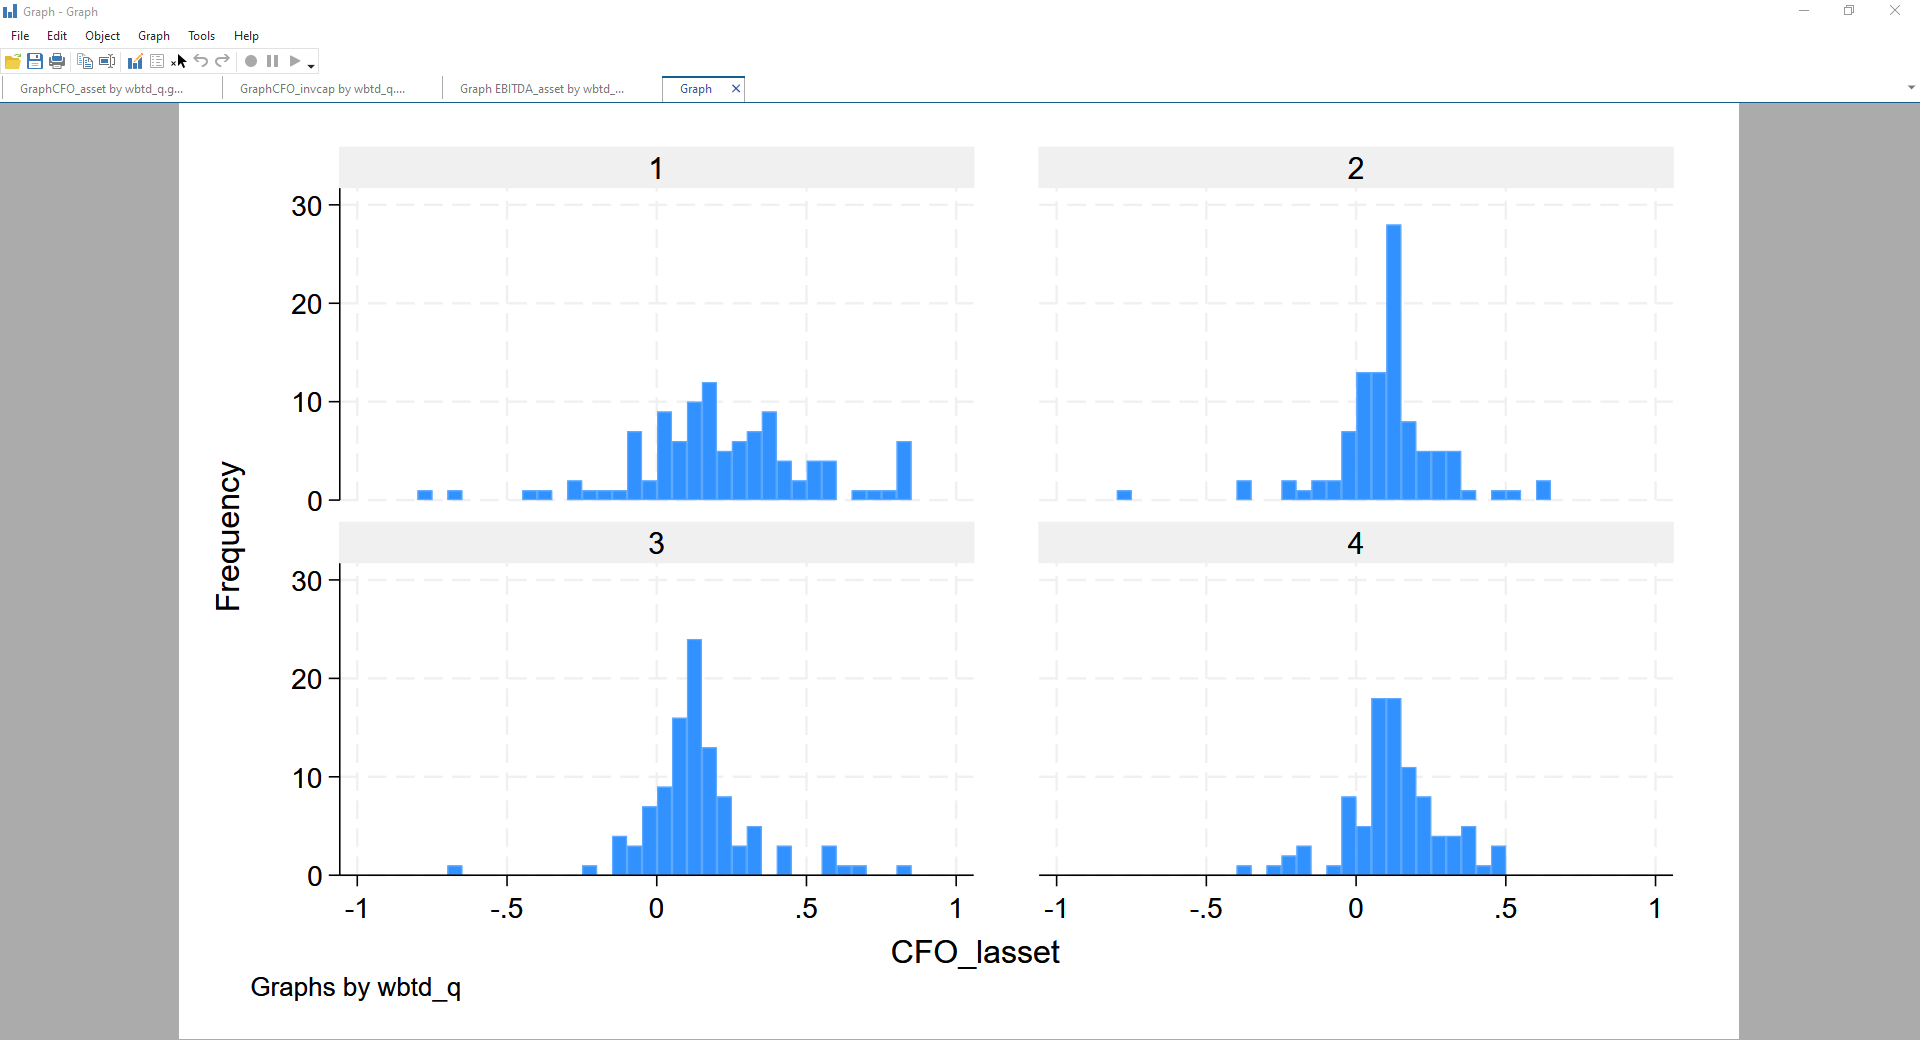 Graph - Graph
File Edit Object Graph Tools Help
GraphCFO_asset by wbtd_q.g... GraphCFO_invcap by wbtd_q.... Graph EBITDA_asset by wbtd_... Graph
1 2
30
20
10
0
Frequency
3 4
30
20
10
0
-1 -.5 0 .5 1 -1 -.5 0 .5 1
CFO_lasset
Graphs by wbtd_q